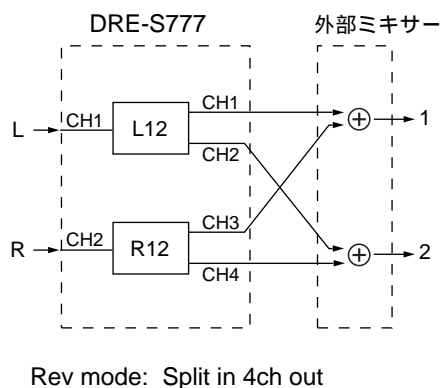 DRE-S777 外部ミキサー
L CH1 L12 CH1 1
CH2
R CH2 R12 CH3 2
CH4
Rev mode: Split in 4ch out